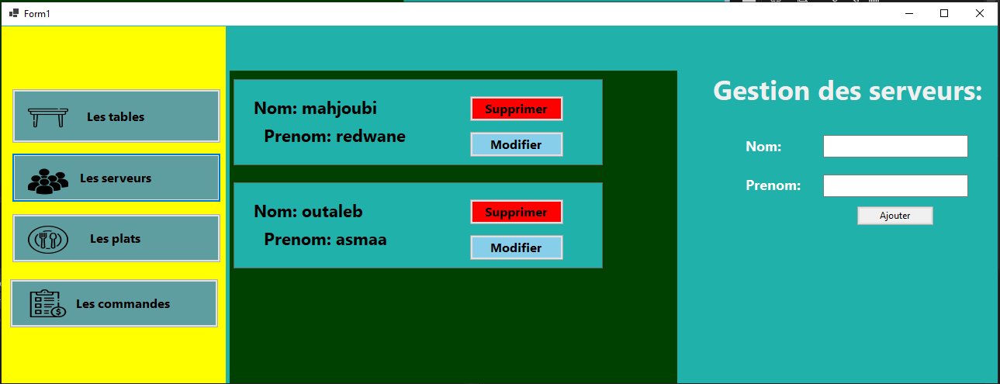 Form1
Les tables
Les serveurs
Les plats
Les commandes
Nom: mahjoubi
Prenom: redwane
Supprimer
Modifier
Nom: outaleb
Prenom: asmaa
Supprimer
Modifier
Gestion des serveurs:
Nom:
Prenom:
Ajouter